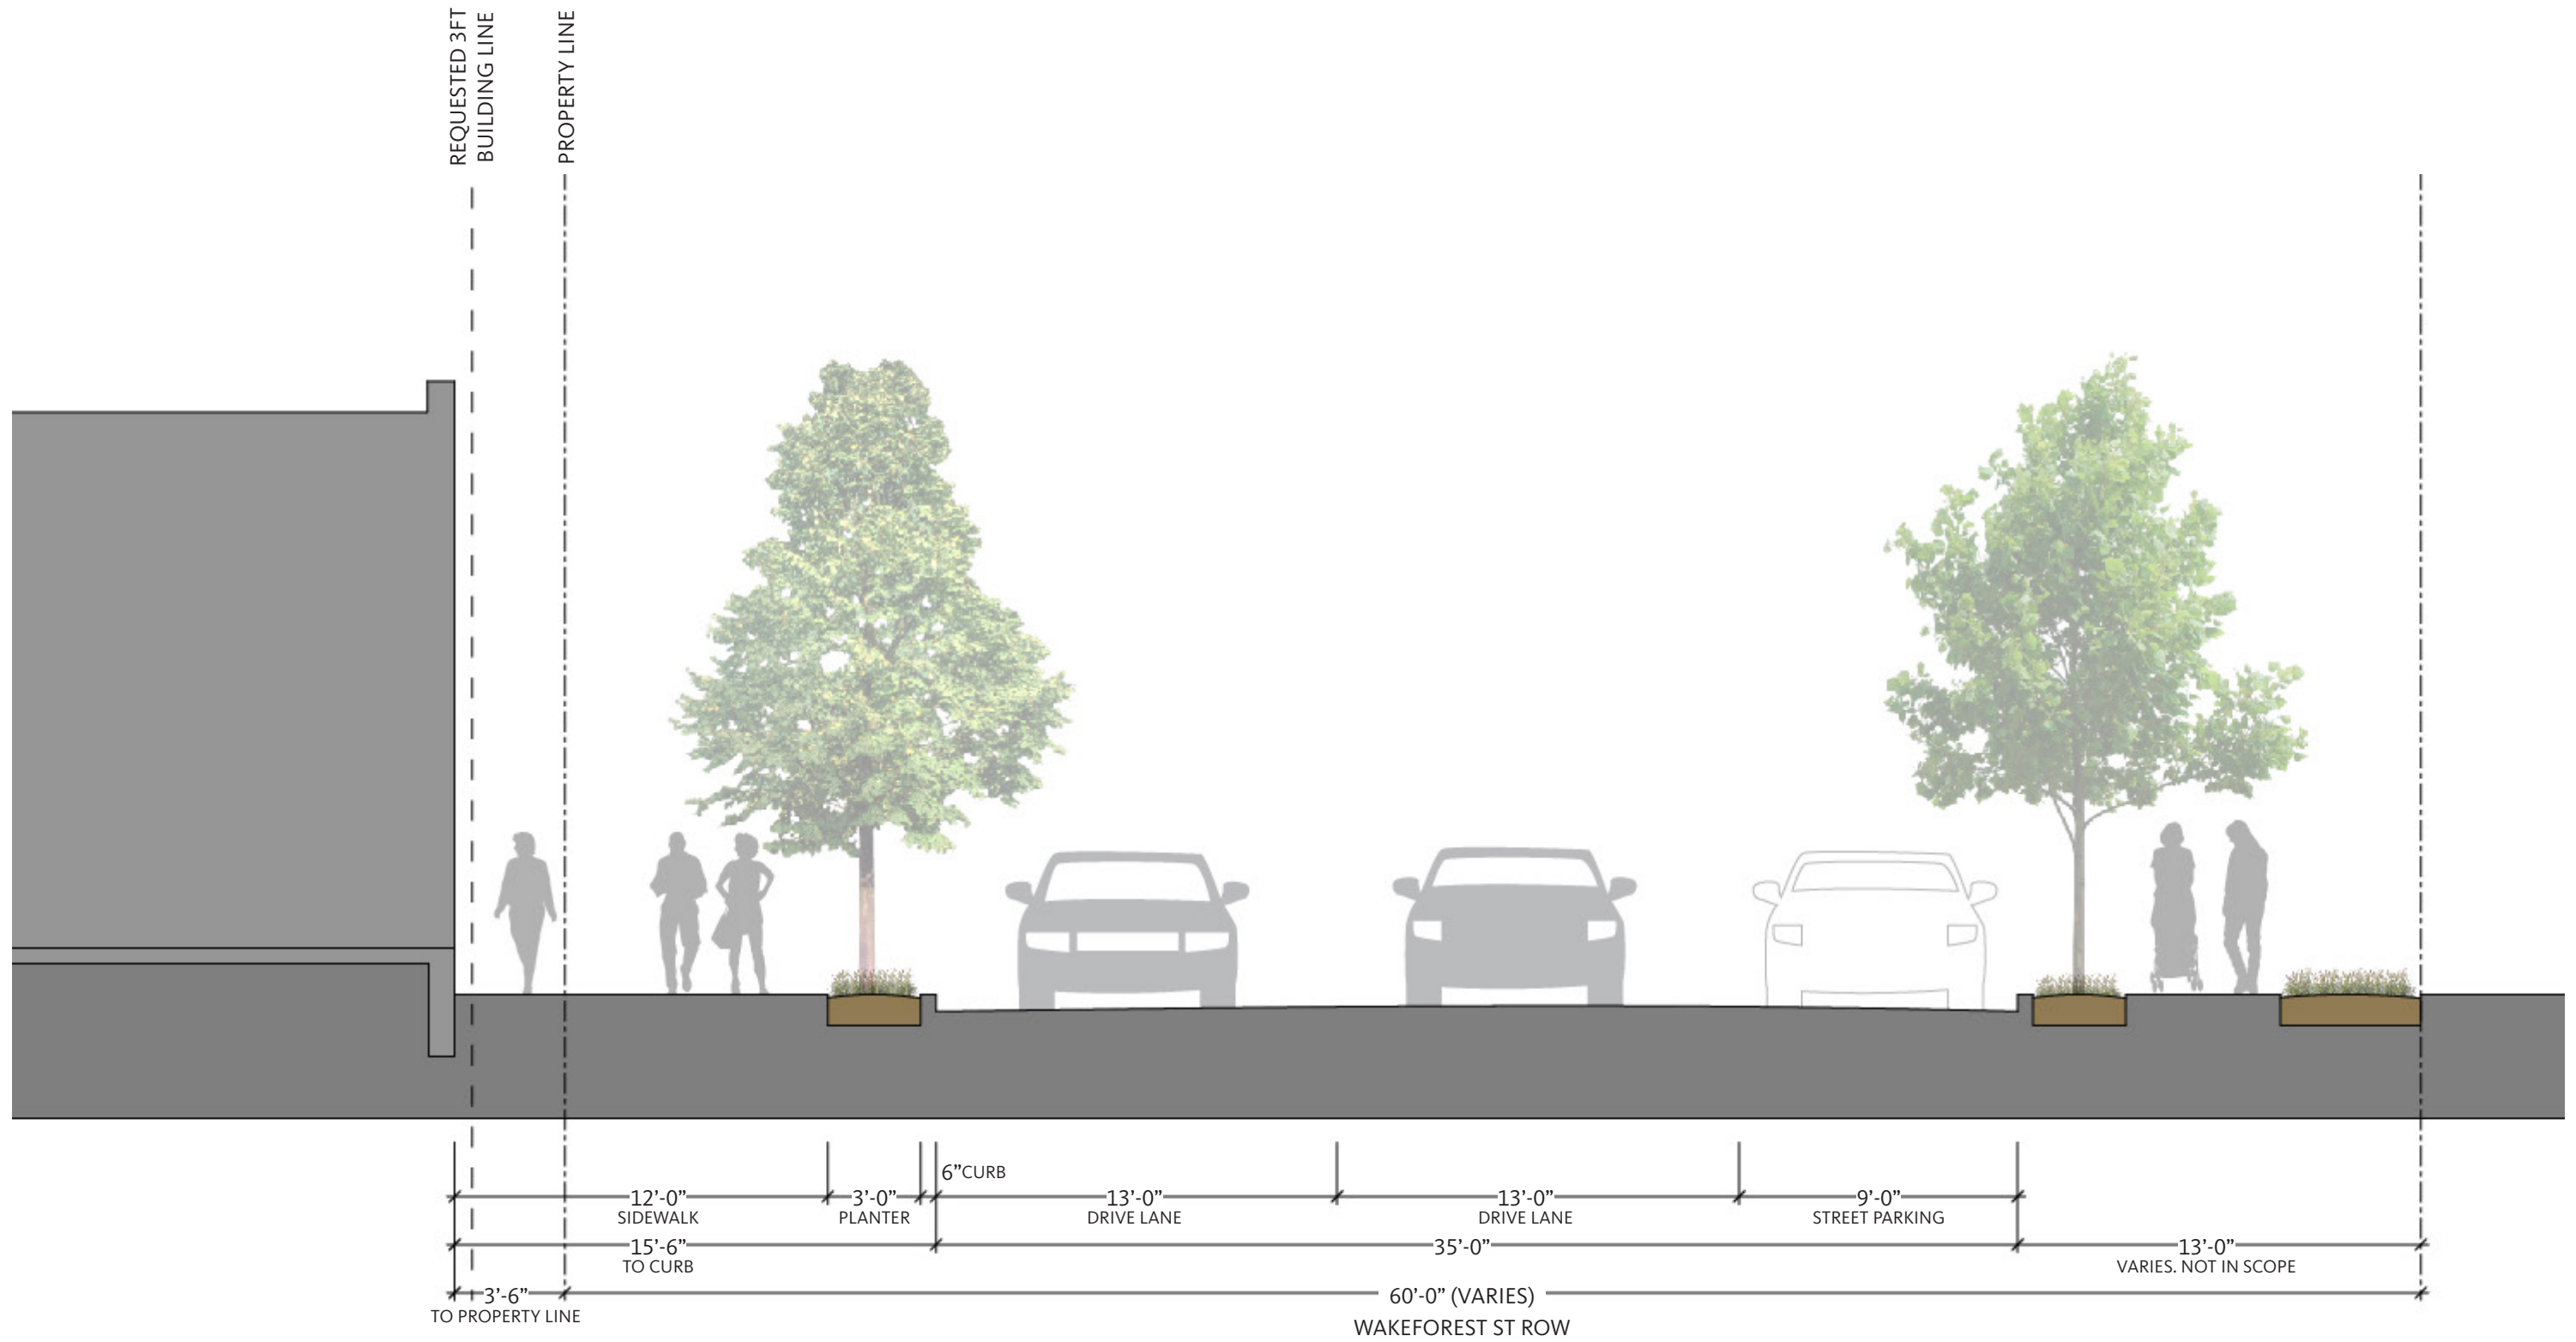 REQUESTED 3FT
BUILDING LINE
PROPERTY LINE
6”CURB
12’-0”
3’-0”
13’-0”
13’-0”
9’-0”
SIDEWALK
PLANTER
DRIVE LANE
DRIVE LANE
STREET PARKING
15’-6”
35’-0”
13’-0”
TO CURB
VARIES. NOT IN SCOPE
3’-6”
60’-0” (VARIES)
TO PROPERTY LINE
WAKEFOREST ST ROW